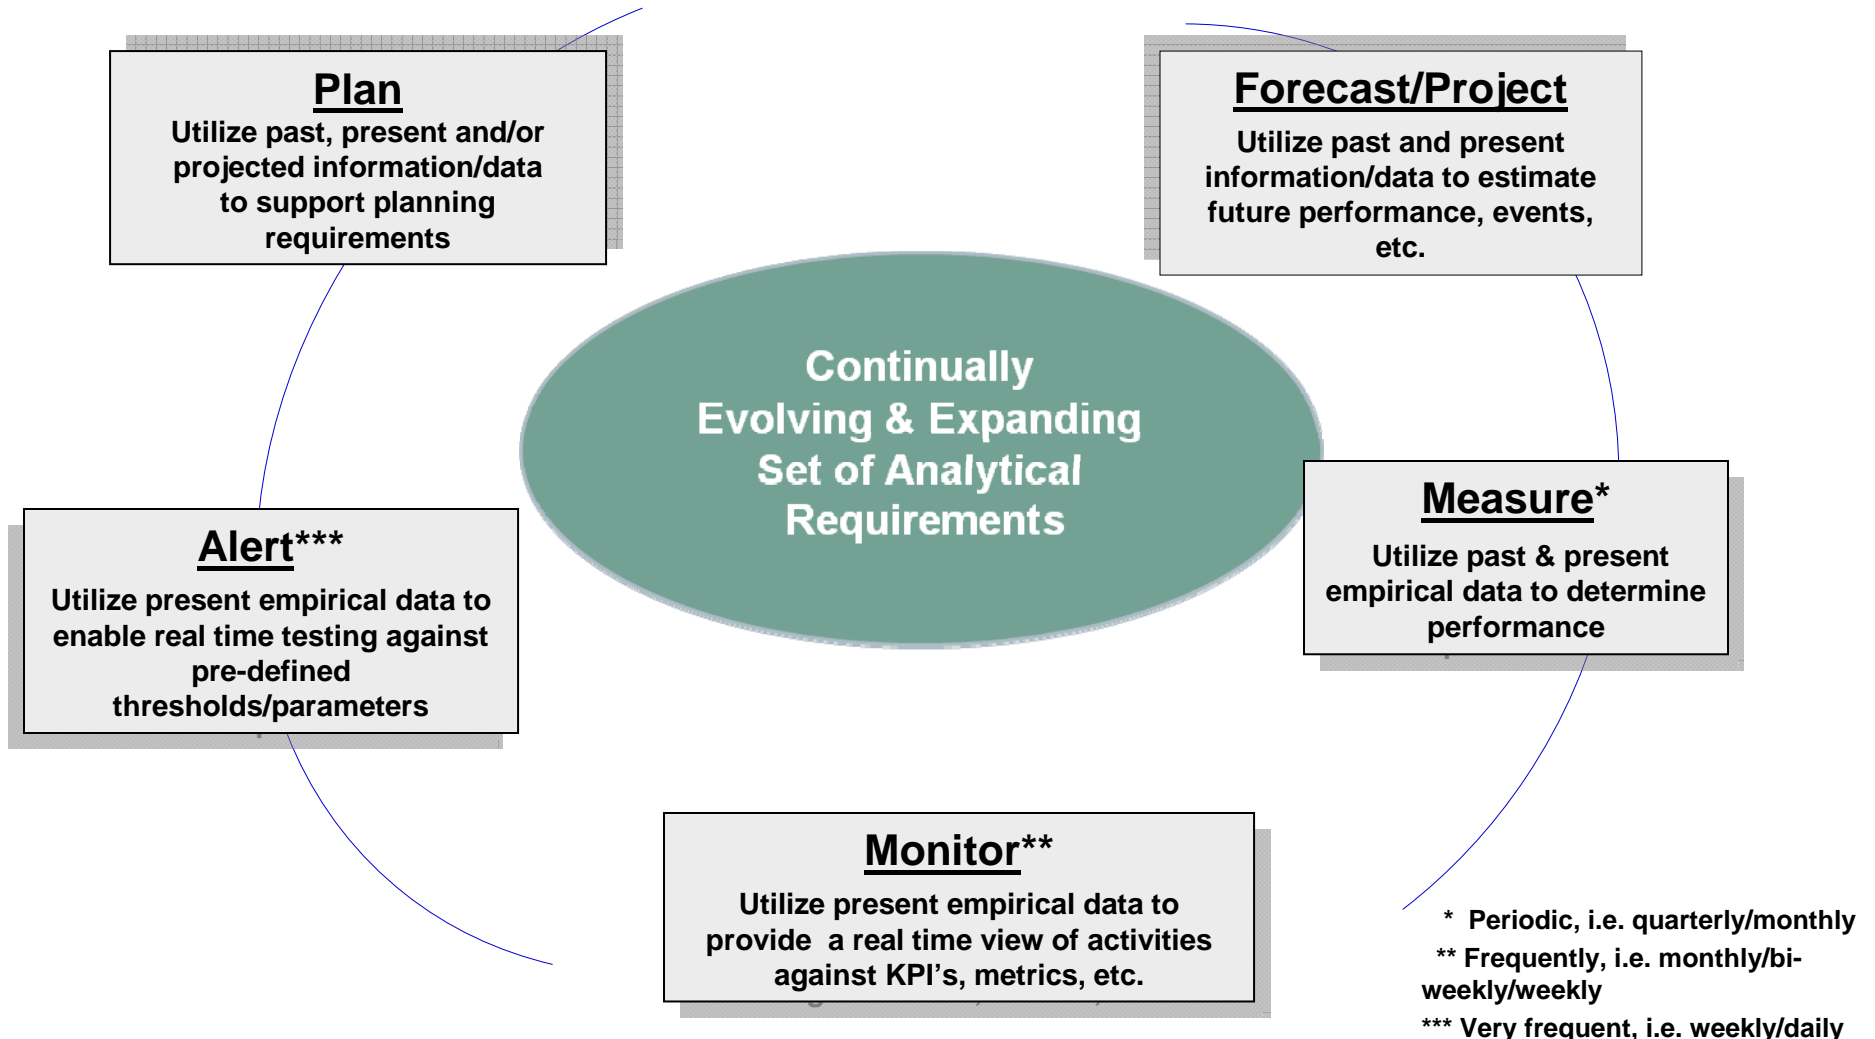 Plan
Utilize past, present and/or
projected information/data
to support planning
requirements
Forecast/Project
Utilize past and present
information/data to estimate
future performance, events,
etc.
Continually
Evolving & Expanding
Set of Analytical
Requirements
Measure*
Utilize past & present
empirical data to determine
performance
Alert***
Utilize present empirical data to
enable real time testing against
pre-defined
thresholds/parameters
Monitor**
Utilize present empirical data to
provide  a real time view of activities
against KPI's, metrics, etc.
*  Periodic, i.e. quarterly/monthly
** Frequently, i.e. monthly/bi-
weekly/weekly
*** Very frequent, i.e. weekly/daily